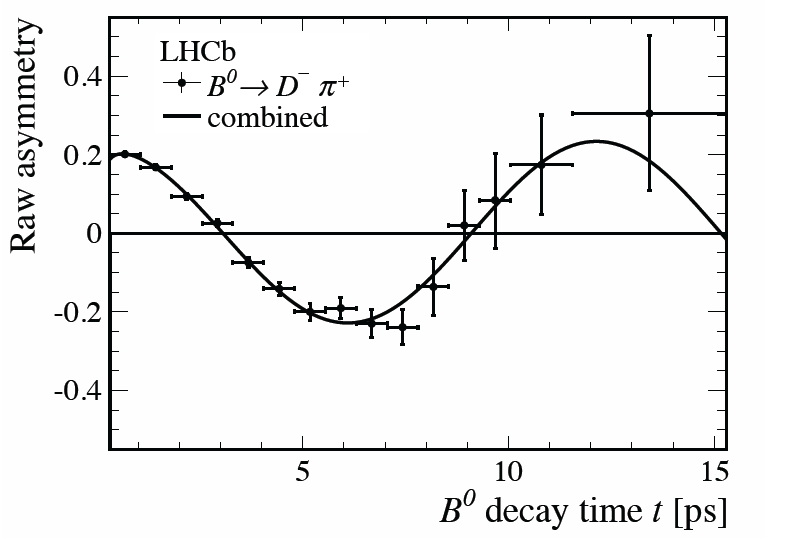 Raw asymmetry
LHCb
B⁰ → D⁻ π⁺
combined
0.4
0.2
0
-0.2
-0.4
5
10
15
B⁰ decay time t [ps]